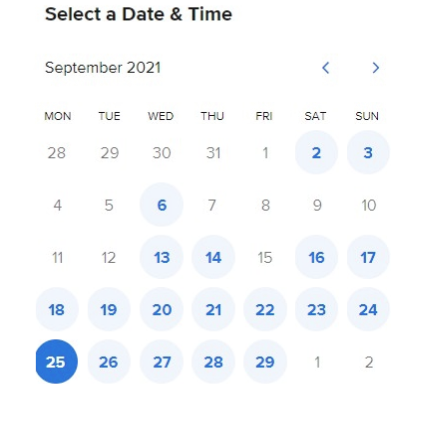 Select a Date & Time
September 2021
MON TUE WED THU FRI SAT SUN
28 29 30 31 1 2 3
4 5 6 7 8 9 10
11 12 13 14 15 16 17
18 19 20 21 22 23 24
25 26 27 28 29 1 2